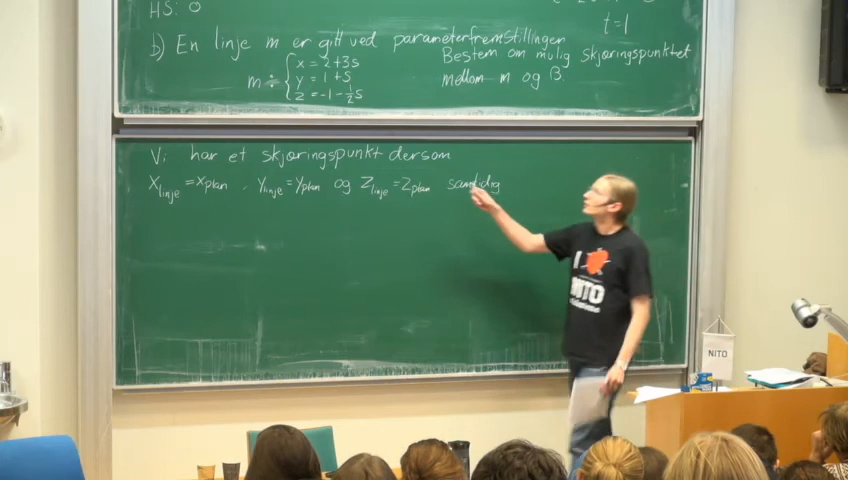 HS: 0
t=1
b) En linje m er gitt ved parameterfremstillingen
m÷ { x = 2+3s
y = 1 + s
z = -1 - 1/2 s
Bestem om mulig skjæringspunktet
mellom m og β.
Vi har et skjæringspunkt dersom
x_linje = x_plan , y_linje = y_plan og z_linje = z_plan samtidig
I
NITO
NITO